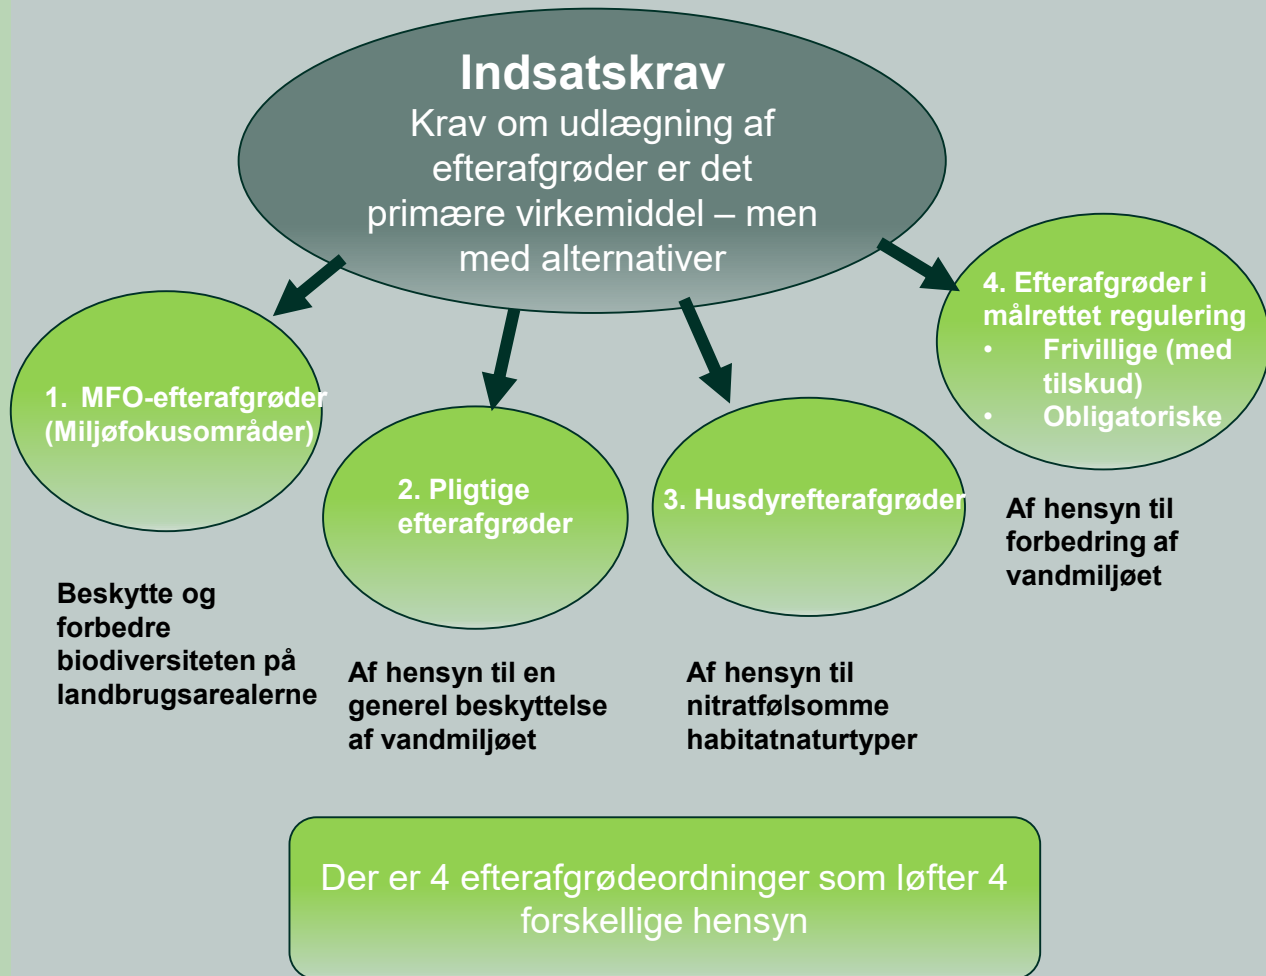 Indsatskrav
Krav om udlægning af
efterafgrøder er det
primære virkemiddel – men
med alternativer
1. MFO-efterafgrøder
(Miljøfokusområder)
Beskytte og
forbedre
biodiversiteten på
landbrugsarealerne
2. Pligtige
efterafgrøder
Af hensyn til en
generel beskyttelse
af vandmiljøet
3. Husdyrefterafgrøder
Af hensyn til
nitratfølsomme
habitatnaturtyper
4. Efterafgrøder i
målrettet regulering
• Frivillige (med
tilskud)
• Obligatoriske
Af hensyn til
forbedring af
vandmiljøet
Der er 4 efterafgrødeordninger som løfter 4
forskellige hensyn